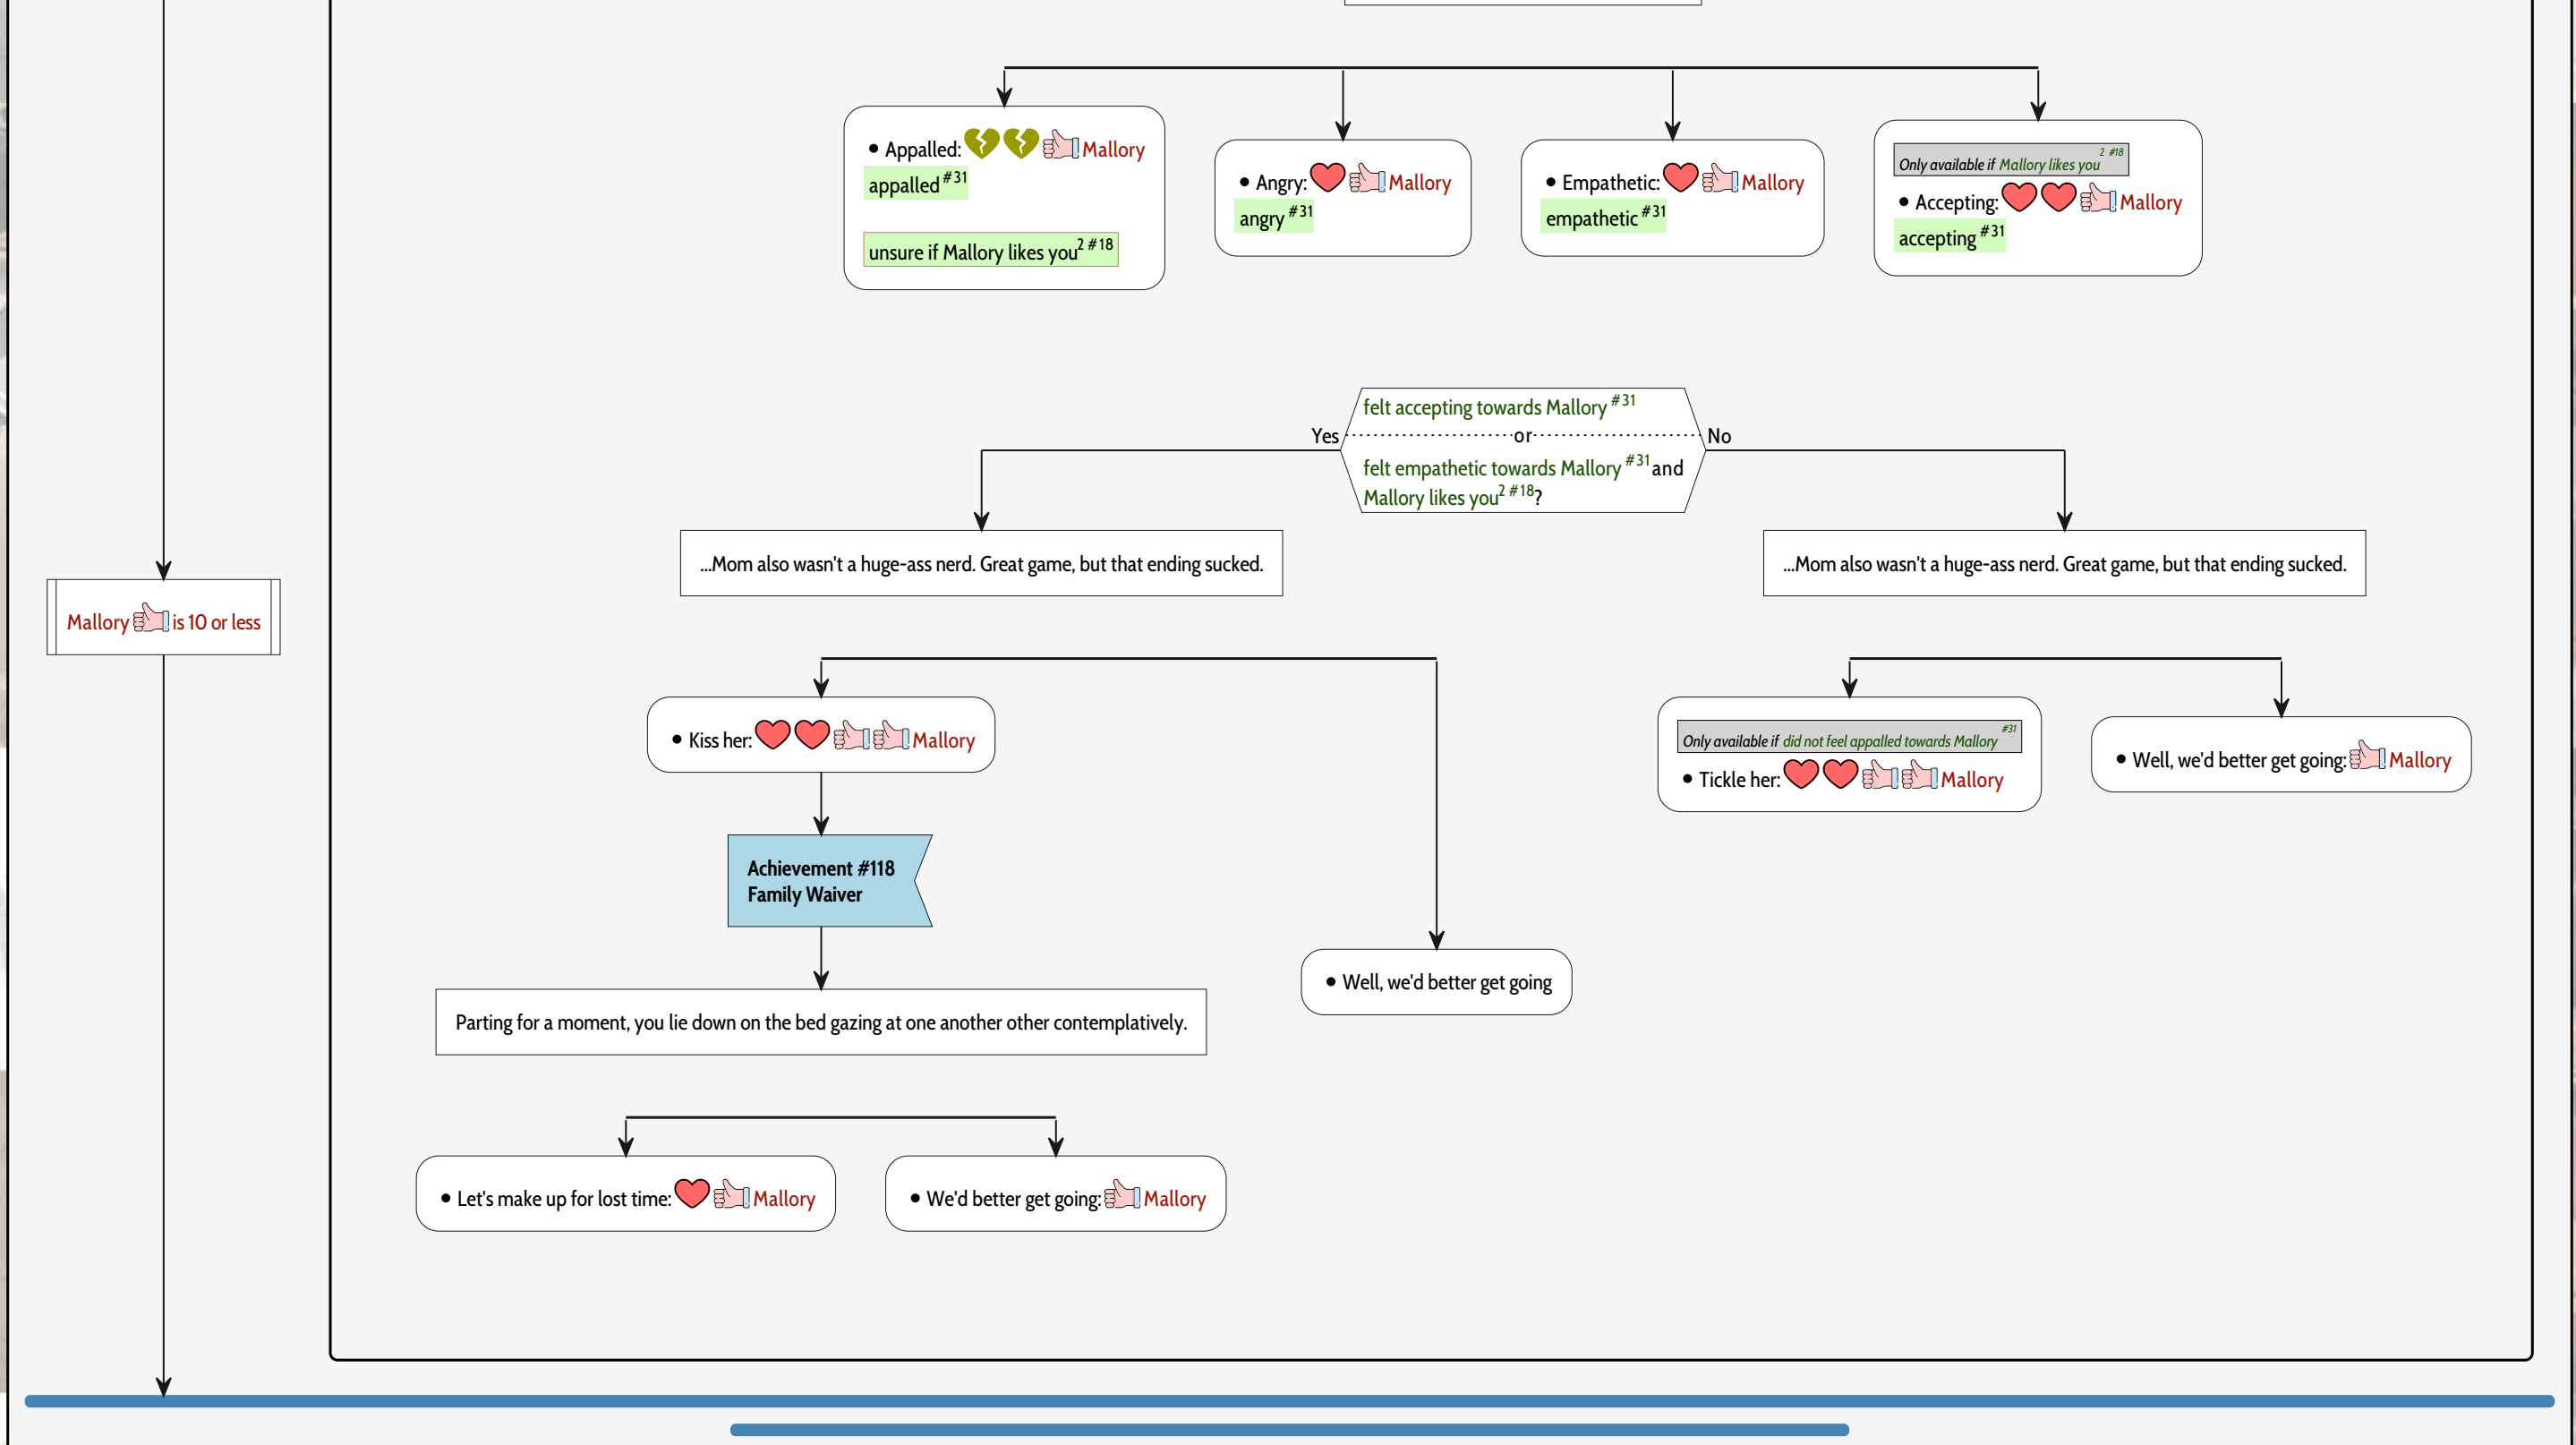 • Appalled: Mallory
appalled #31
unsure if Mallory likes you 2 #18
• Angry: Mallory
angry #31
• Empathetic: Mallory
empathetic #31
Only available if Mallory likes you 2 #18
• Accepting: Mallory
accepting #31
felt accepting towards Mallory #31
Yes
or
No
felt empathetic towards Mallory #31 and
Mallory likes you 2 #18?
...Mom also wasn't a huge-ass nerd. Great game, but that ending sucked.
...Mom also wasn't a huge-ass nerd. Great game, but that ending sucked.
Mallory is 10 or less
• Kiss her: Mallory
Only available if did not feel appalled towards Mallory #31
• Tickle her: Mallory
• Well, we'd better get going: Mallory
Achievement #118
Family Waiver
• Well, we'd better get going
Parting for a moment, you lie down on the bed gazing at one another other contemplatively.
• Let's make up for lost time: Mallory
• We'd better get going: Mallory